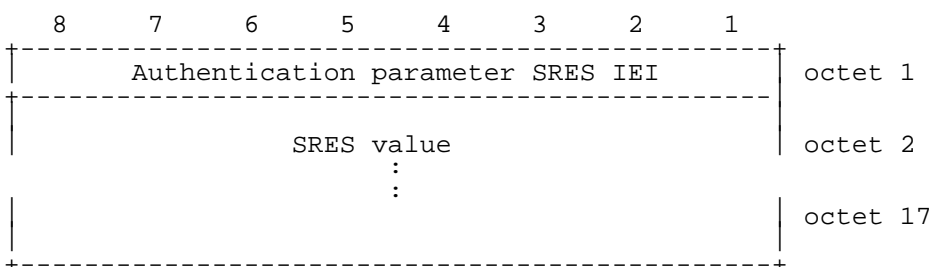 8 7 6 5 4 3 2 1
Authentication parameter SRES IEI octet 1
SRES value octet 2
:
:
octet 17